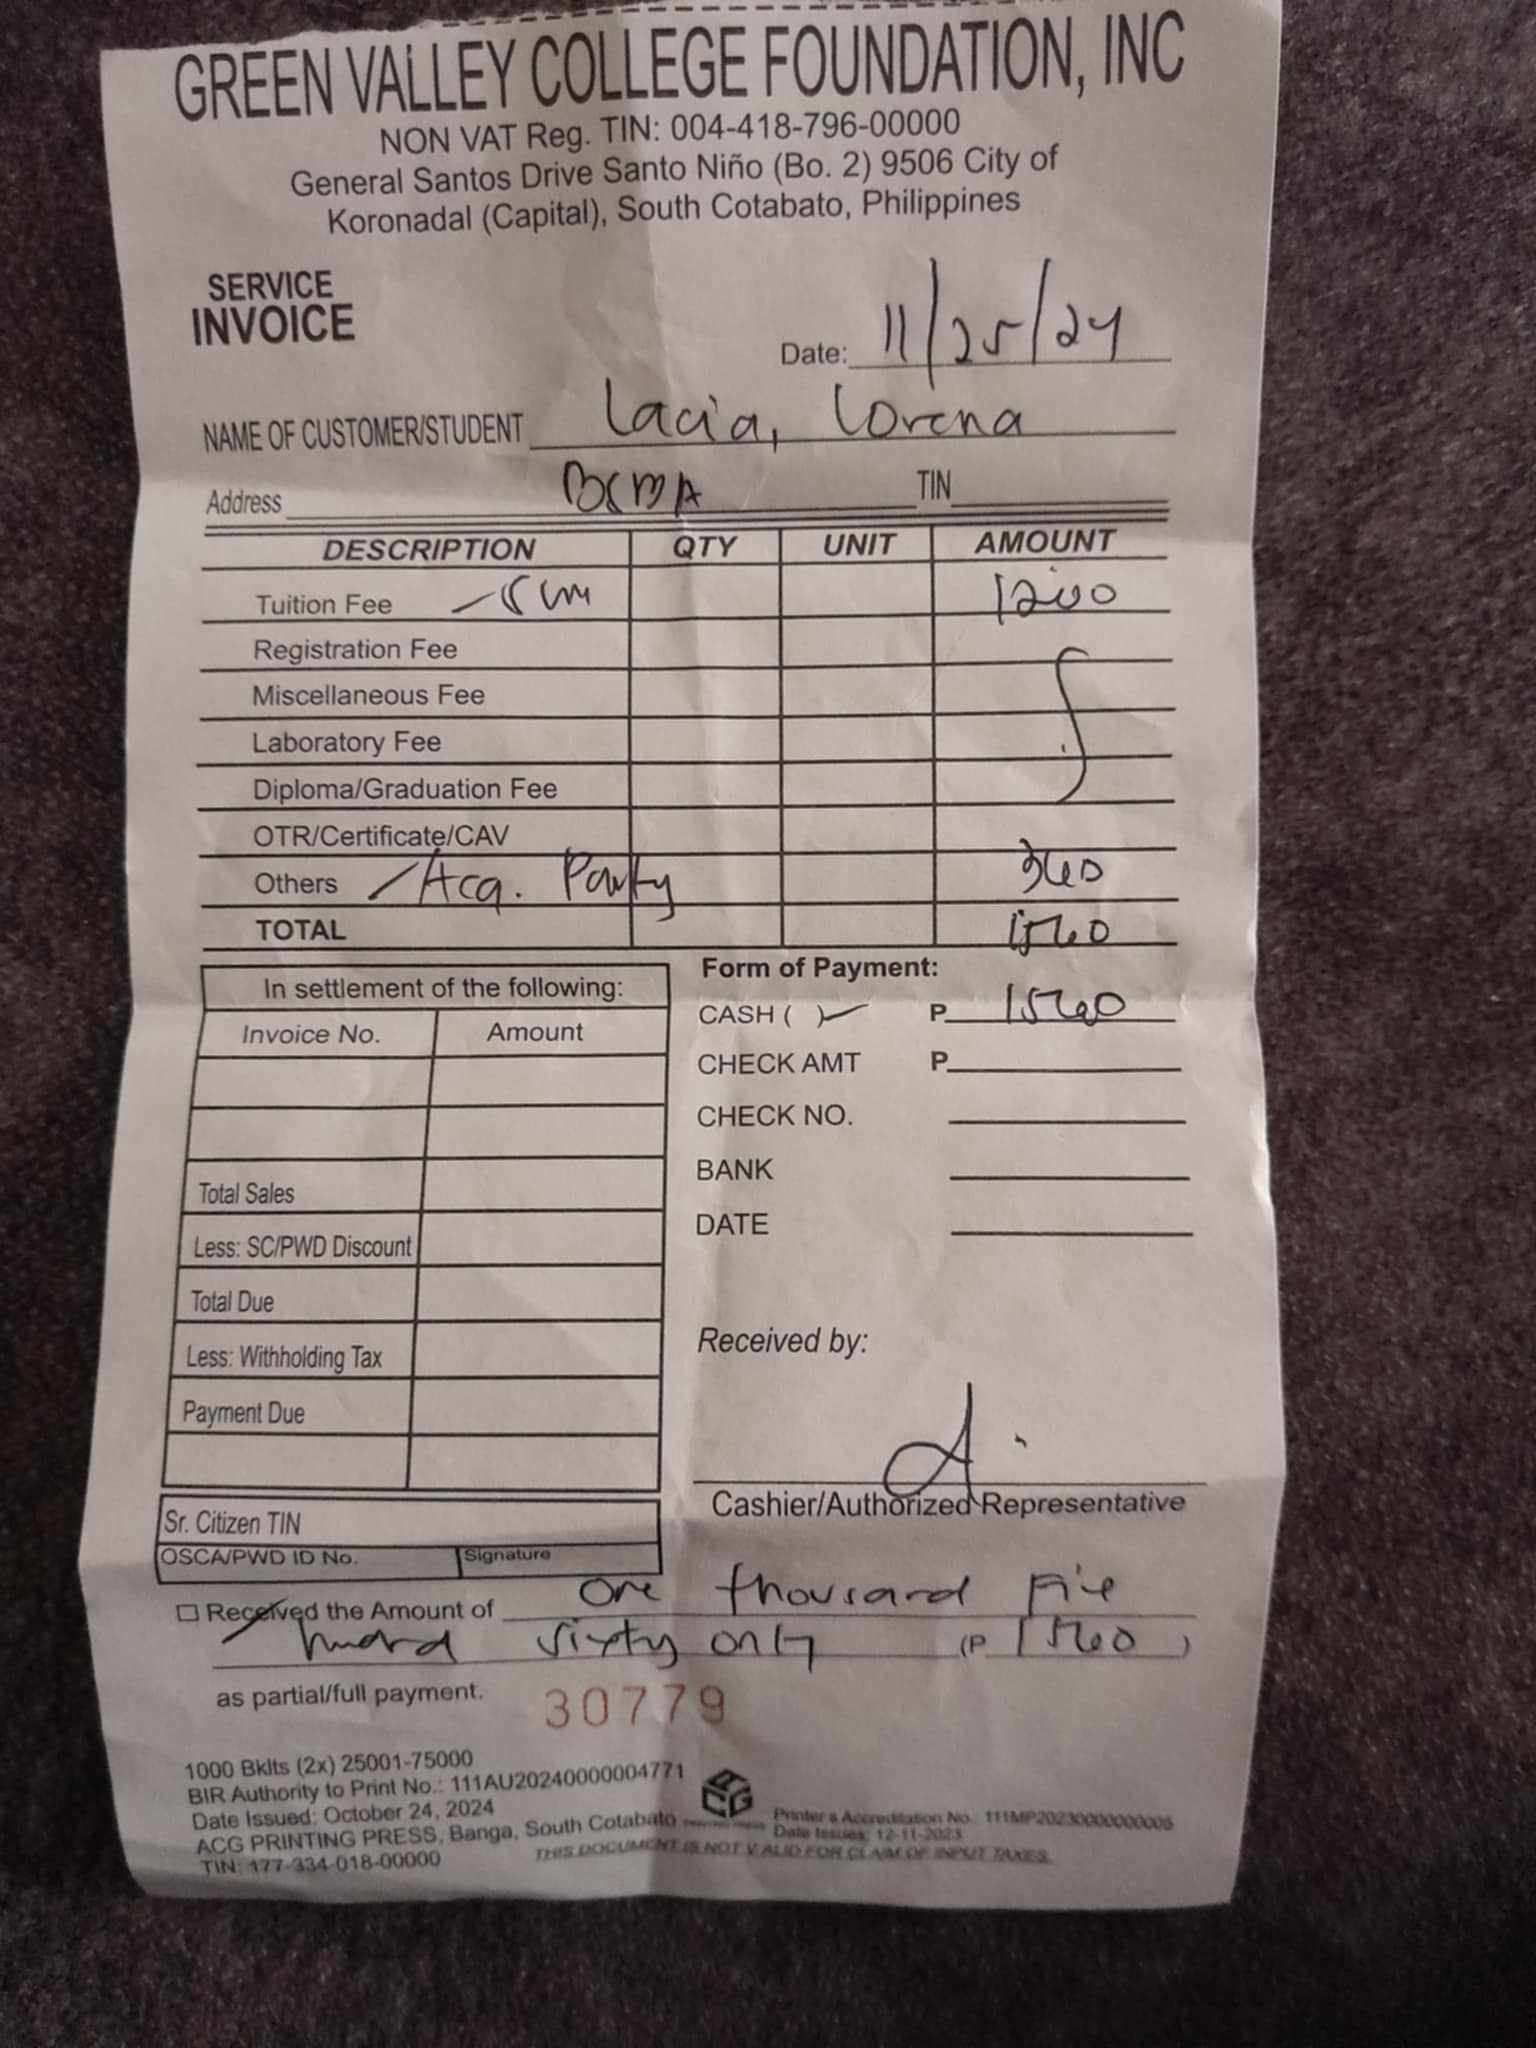 GREEN VALLEY COLLEGE FOUNDATION, INC
NON VAT Reg. TIN: 004-418-796-00000
General Santos Drive Santo Niño (Bo. 2) 9506 City of
Koronadal (Capital), South Cotabato, Philippines
SERVICE
INVOICE
Date: 11/25/24
NAME OF CUSTOMER/STUDENT Lacia, Lorena
Address BSBA TIN
DESCRIPTION QTY UNIT AMOUNT
Tuition Fee 1200
Registration Fee
Miscellaneous Fee
Laboratory Fee
Diploma/Graduation Fee
OTR/Certificate/CAV
Others Acq. Party 360
TOTAL 1560
In settlement of the following:
Invoice No. Amount
Total Sales
Less: SC/PWD Discount
Total Due
Less: Withholding Tax
Payment Due
Sr. Citizen TIN
OSCA/PWD ID No. Signature
Form of Payment:
CASH ( ) P 1560
CHECK AMT P
CHECK NO.
BANK
DATE
Received by:
Cashier/Authorized Representative
Received the Amount of One thousand Five
hundrd sixty only (P 1560 )
as partial/full payment. 30779
1000 Bklts (2x) 25001-75000
BIR Authority to Print No.: 111AU20240000004771
Date Issued: October 24, 2024
ACG PRINTING PRESS, Banga, South Cotabato
TIN: 177-334-018-00000
ACG
Printer's Accreditation No.: 111MP20230000000005
Date Issues: 12-11-2023
THIS DOCUMENT IS NOT VALID FOR CLAIM OF INPUT TAXES.